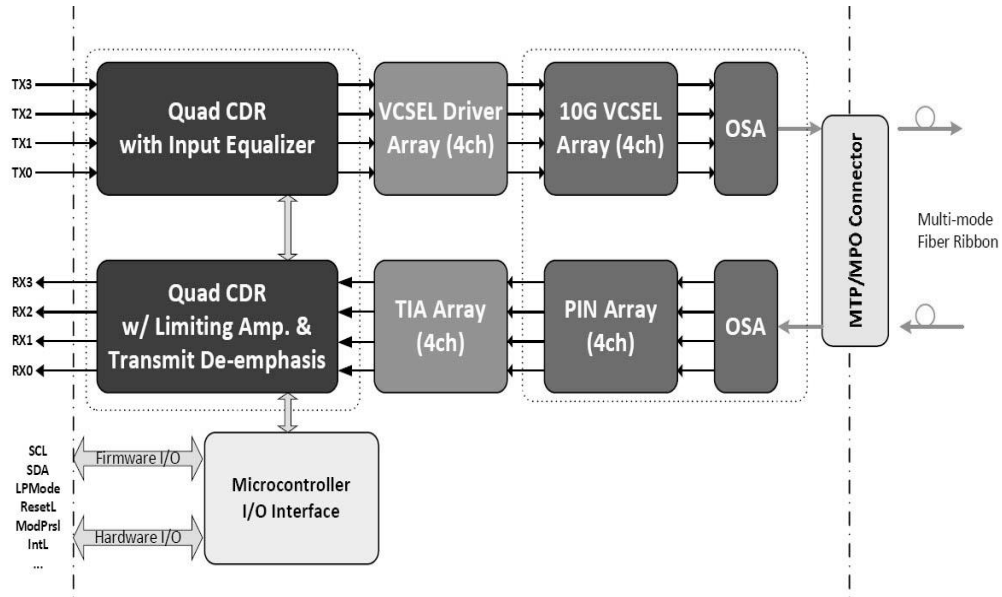 TX3
TX2
TX1
TX0
Quad CDR
with Input Equalizer
VCSEL Driver
Array (4ch)
10G VCSEL
Array (4ch)
OSA
MTP/MPO Connector
Multi-mode
Fiber Ribbon
RX3
RX2
RX1
RX0
Quad CDR
w/ Limiting Amp. &
Transmit De-emphasis
TIA Array
(4ch)
PIN Array
(4ch)
OSA
SCL
SDA
LPMode
ResetL
ModPrsl
IntL
...
Firmware I/O
Hardware I/O
Microcontroller
I/O Interface